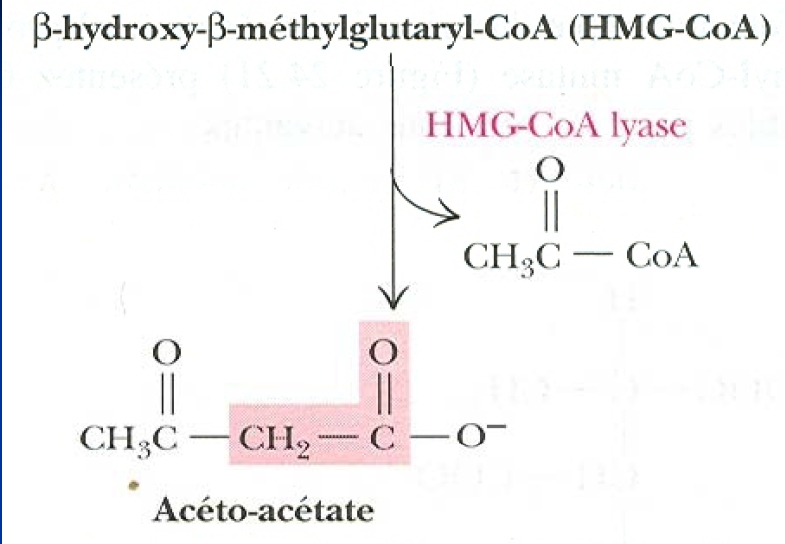 β-hydroxy-β-méthylglutaryl-CoA (HMG-CoA)
HMG-CoA lyase
O
||
CH₃C — CoA
O O
|| ||
CH₃C — CH₂ — C — O⁻
Acéto-acétate